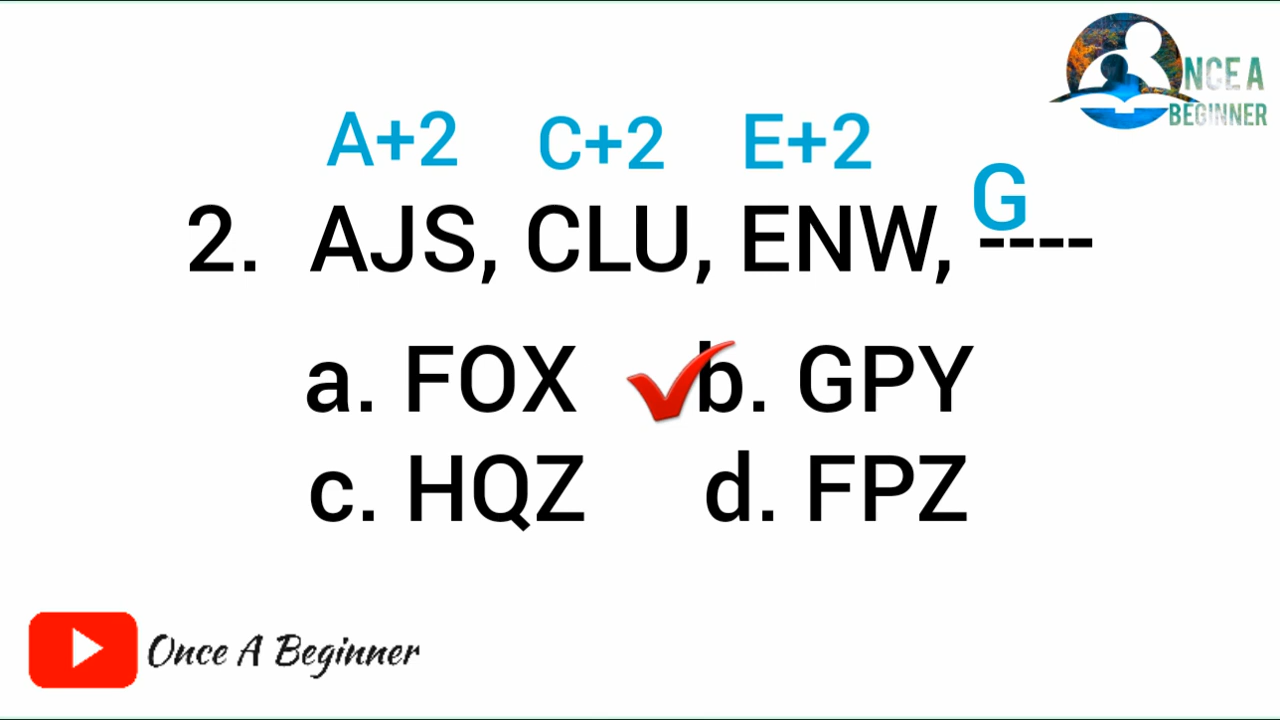 NCE A
BEGINNER
A+2 C+2 E+2
G
2. AJS, CLU, ENW, ----
a. FOX b. GPY
c. HQZ d. FPZ
Once A Beginner